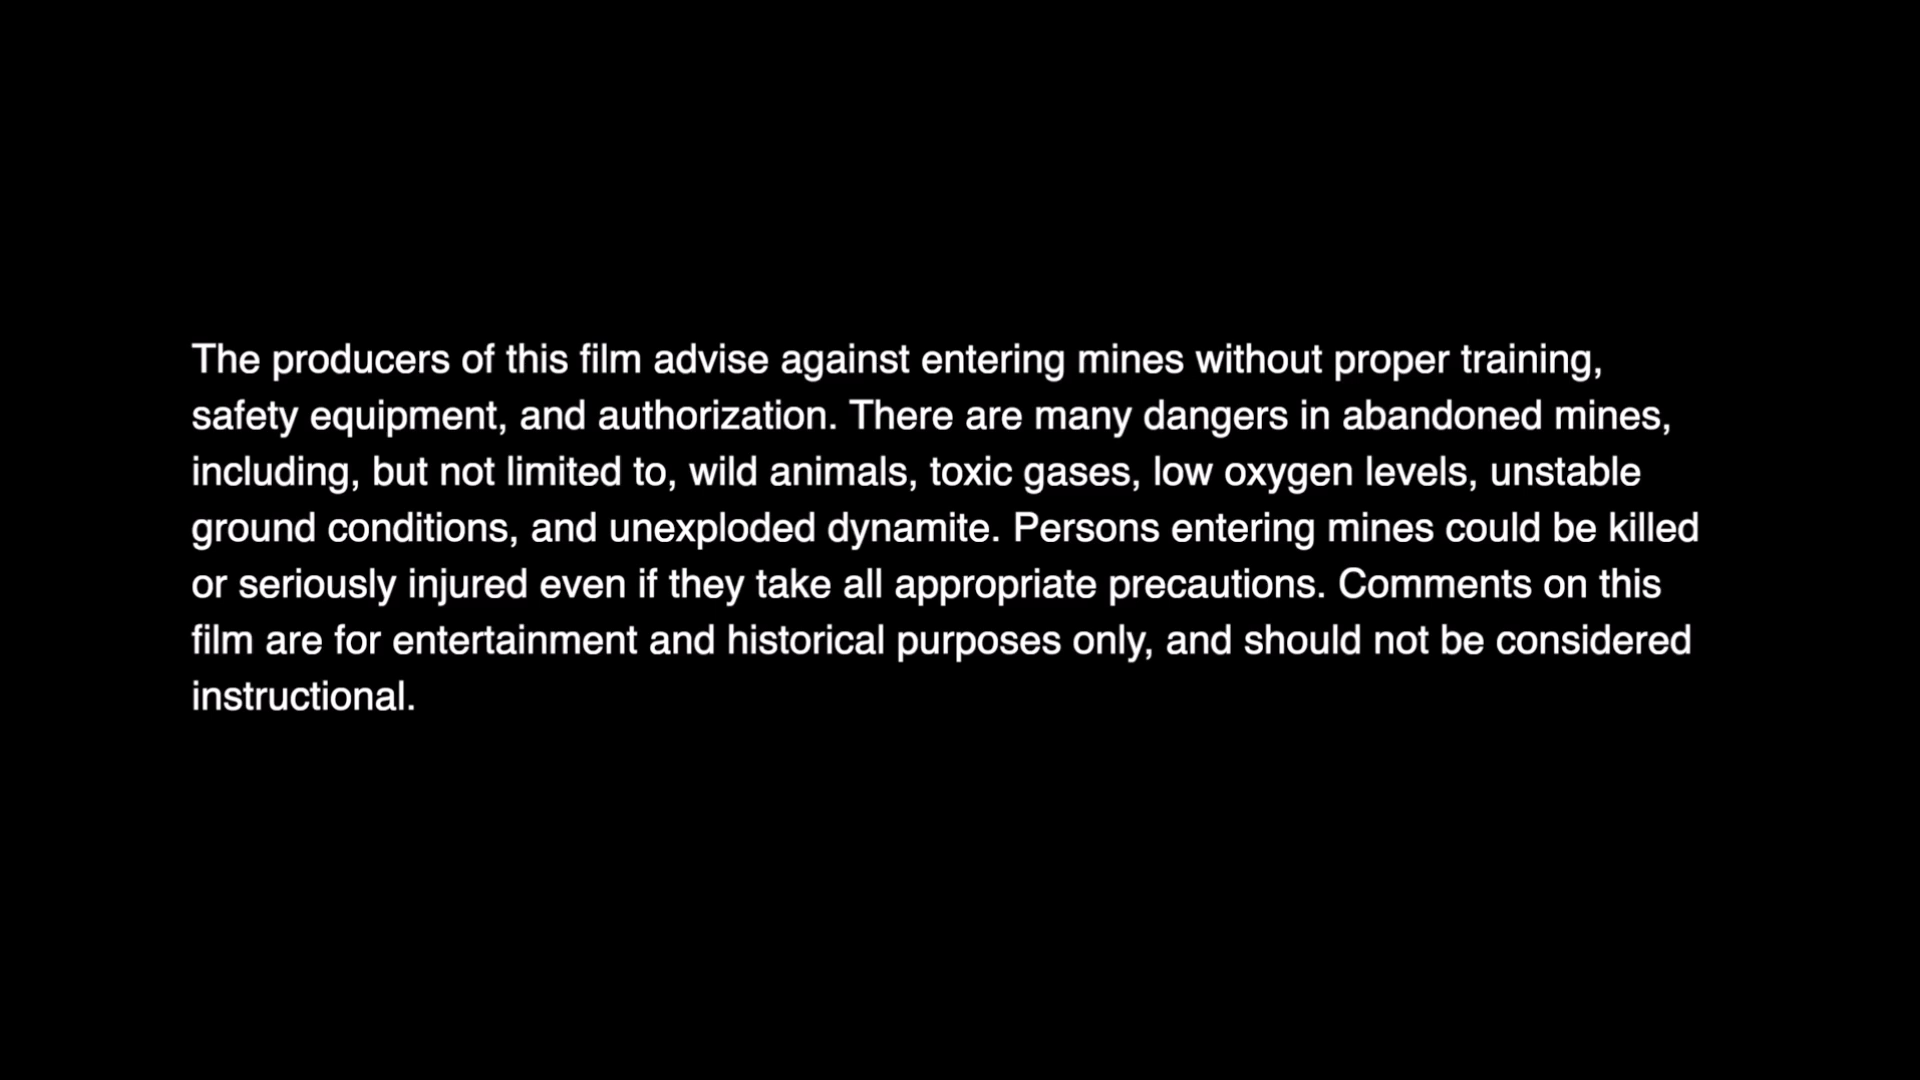 The producers of this film advise against entering mines without proper training,
safety equipment, and authorization. There are many dangers in abandoned mines,
including, but not limited to, wild animals, toxic gases, low oxygen levels, unstable
ground conditions, and unexploded dynamite. Persons entering mines could be killed
or seriously injured even if they take all appropriate precautions. Comments on this
film are for entertainment and historical purposes only, and should not be considered
instructional.